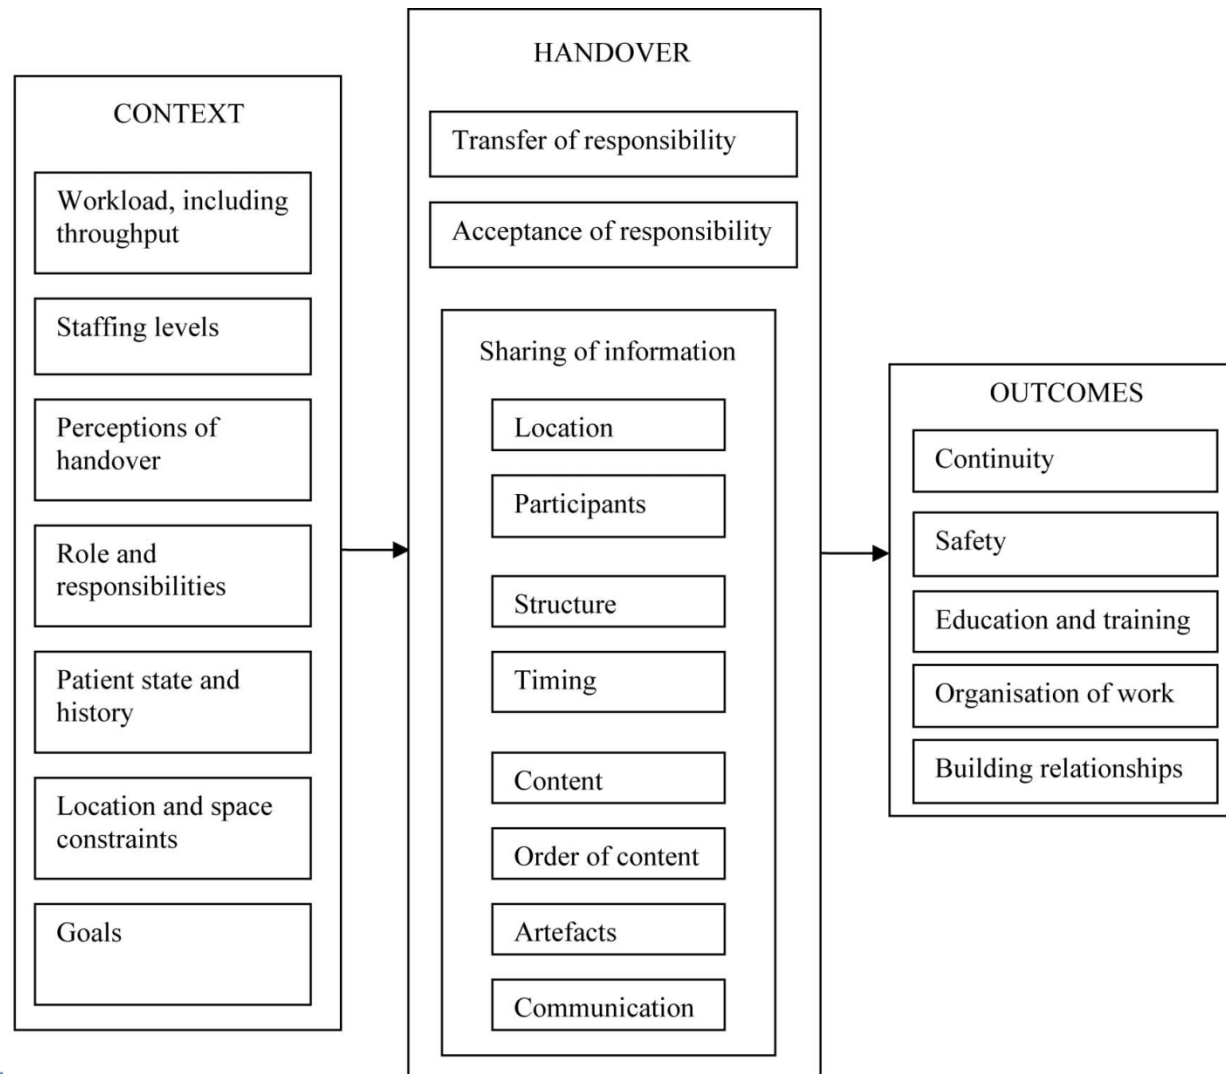 CONTEXT
Workload, including
throughput
Staffing levels
Perceptions of
handover
Role and
responsibilities
Patient state and
history
Location and space
constraints
Goals
HANDOVER
Transfer of responsibility
Acceptance of responsibility
Sharing of information
Location
Participants
Structure
Timing
Content
Order of content
Artefacts
Communication
OUTCOMES
Continuity
Safety
Education and training
Organisation of work
Building relationships